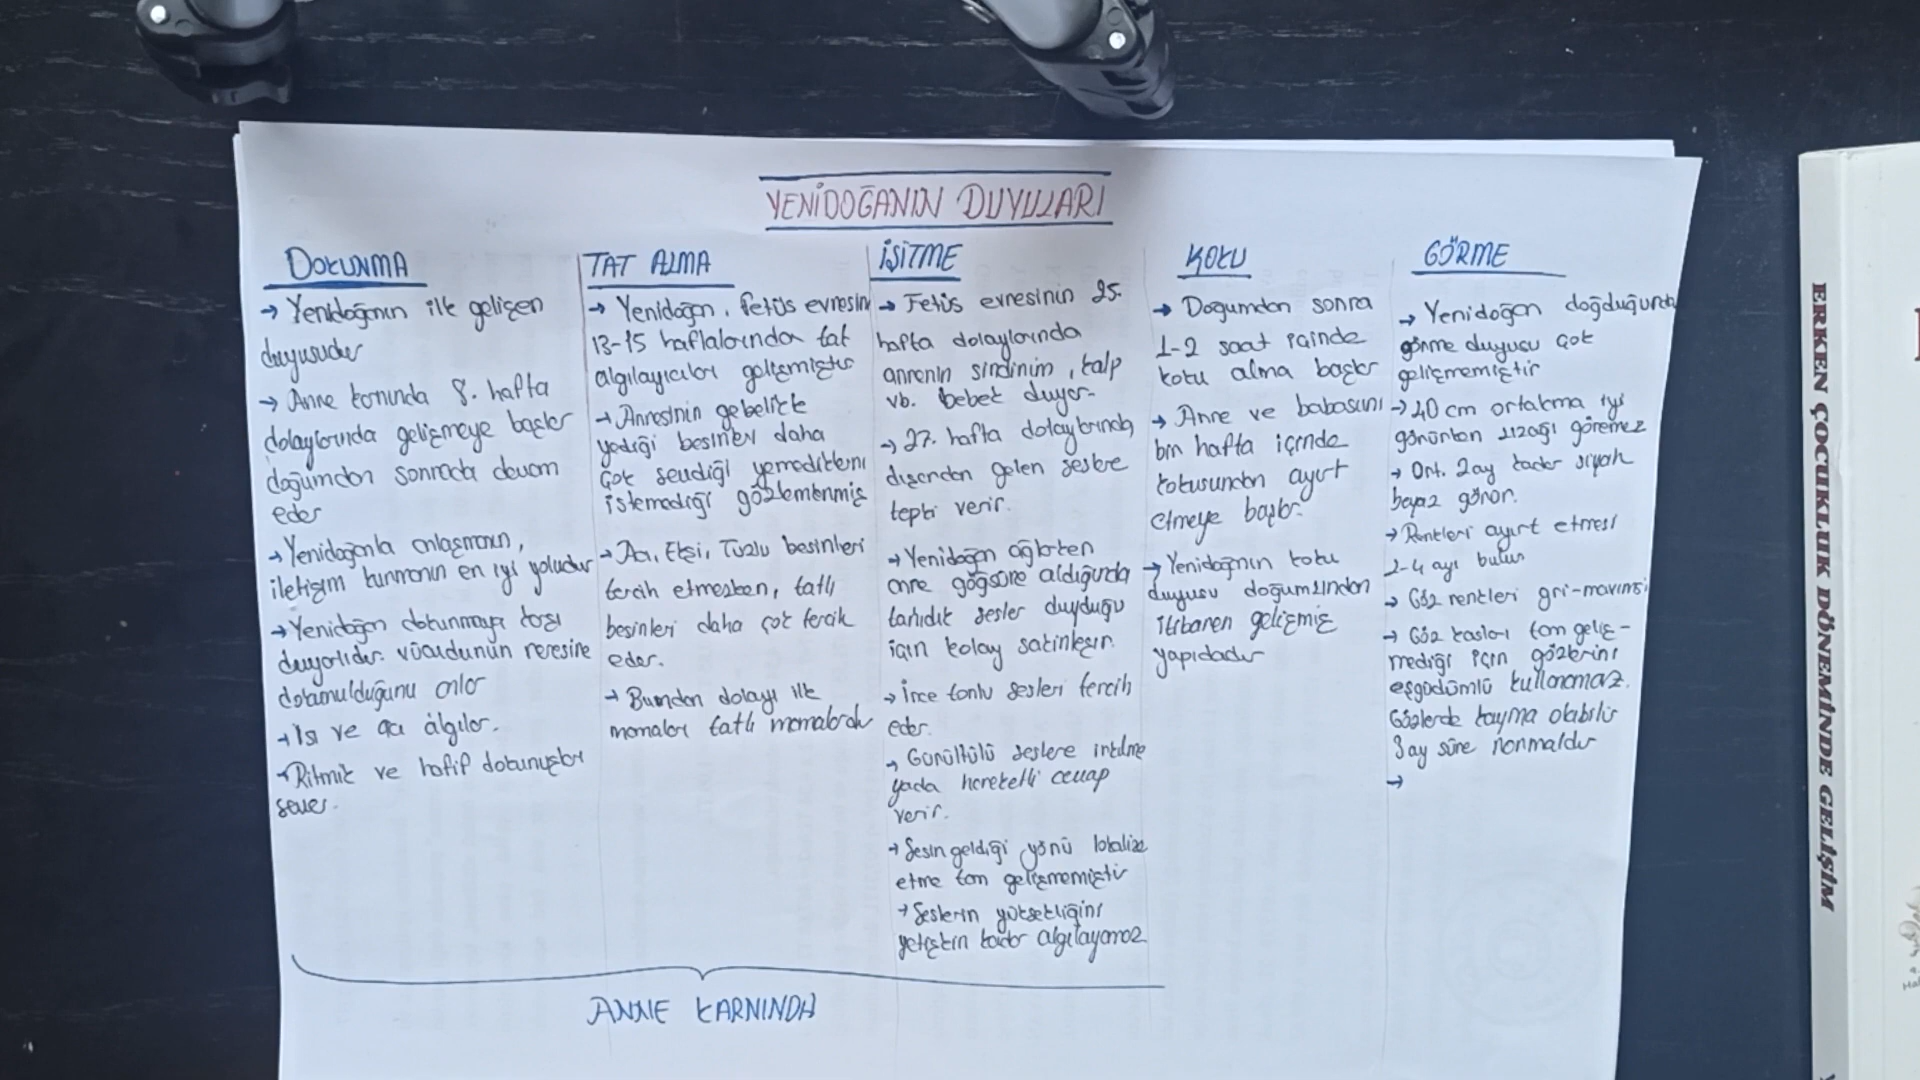 YENİDOĞANIN DUYULARI
DOKUNMA
→ Yenidoğanın ilk gelişen
duyusudur
→ Anne karnında 8. hafta
dolaylarında gelişmeye başlar
doğumdan sonrada devam
eder
→ Yenidoğanla anlaşmanın,
iletişim kurmanın en iyi yoludur
→ Yenidoğan dokunmaya karşı
duyarlıdır. vücudunun neresine
dokunulduğunu anlar
→ Isı ve acı algılar.
→ Ritmik ve hafif dokunuşları
sever.
TAT ALMA
→ Yenidoğan, fetüs evresin
13-15 haftalarında tat
algılayıcıları gelişmiştir
→ Annesinin gebelikte
yediği besinleri daha
çok sevdiği yemediklerini
istemediği gözlemlenmiş
→ Acı, Ekşi, Tuzlu besinleri
tercih etmezken, tatlı
besinleri daha çok tercih
eder.
→ Bundan dolayı ilk
mamaları tatlı mamalardır
İŞİTME
→ Fetüs evresinin 25.
hafta dolaylarında
annenin sindirim, kalp
vb. bebek duyar.
→ 27. hafta dolaylarında
dışarıdan gelen seslere
tepki verir.
→ Yenidoğan ağlarken
anne göğsüne aldığında
tanıdık sesler duyduğu
için kolay sakinleşir.
→ İnce tonlu sesleri tercih
eder.
→ Gürültülü seslere irkilme
yada hareketli cevap
verir.
→ Sesin geldiği yönü lokalize
etme tam gelişmemiştir
→ Seslerin yüksekliğini
yetişkin kadar algılayamaz
KOKU
→ Doğumdan sonra
1-2 saat içinde
koku alma başlar
→ Anne ve babasını
bir hafta içinde
kokusundan ayırt
etmeye başlar.
→ Yenidoğanın koku
duyusu doğumundan
itibaren gelişmiş
yapıdadır
GÖRME
→ Yenidoğan doğduğunda
görme duyusu çok
gelişmemiştir
→ 20 cm ortalama iyi
görürken uzağı göremez
→ Ort. 2 ay kadar siyah
beyaz görür.
→ Renkleri ayırt etmesi
2-4 ayı bulur
→ Göz renkleri gri-mavimsi
→ Göz kasları tam geliş-
mediği için gözlerini
eşgüdümlü kullanamaz.
Gözlerde kayma olabilir
3 ay süre normaldir
→
ANNE KARNINDA
ERKEN ÇOCUKLUK DÖNEMİNDE GELİŞİM